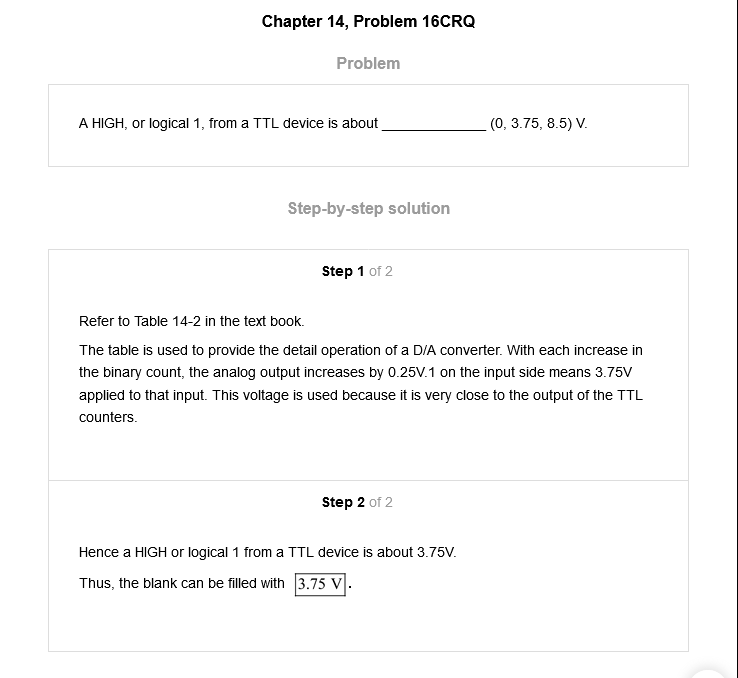 Chapter 14, Problem 16CRQ
Problem
A HIGH, or logical 1, from a TTL device is about ______________ (0, 3.75, 8.5) V.
Step-by-step solution
Step 1 of 2
Refer to Table 14-2 in the text book.
The table is used to provide the detail operation of a D/A converter. With each increase in
the binary count, the analog output increases by 0.25V.1 on the input side means 3.75V
applied to that input. This voltage is used because it is very close to the output of the TTL
counters.
Step 2 of 2
Hence a HIGH or logical 1 from a TTL device is about 3.75V.
Thus, the blank can be filled with 3.75 V.